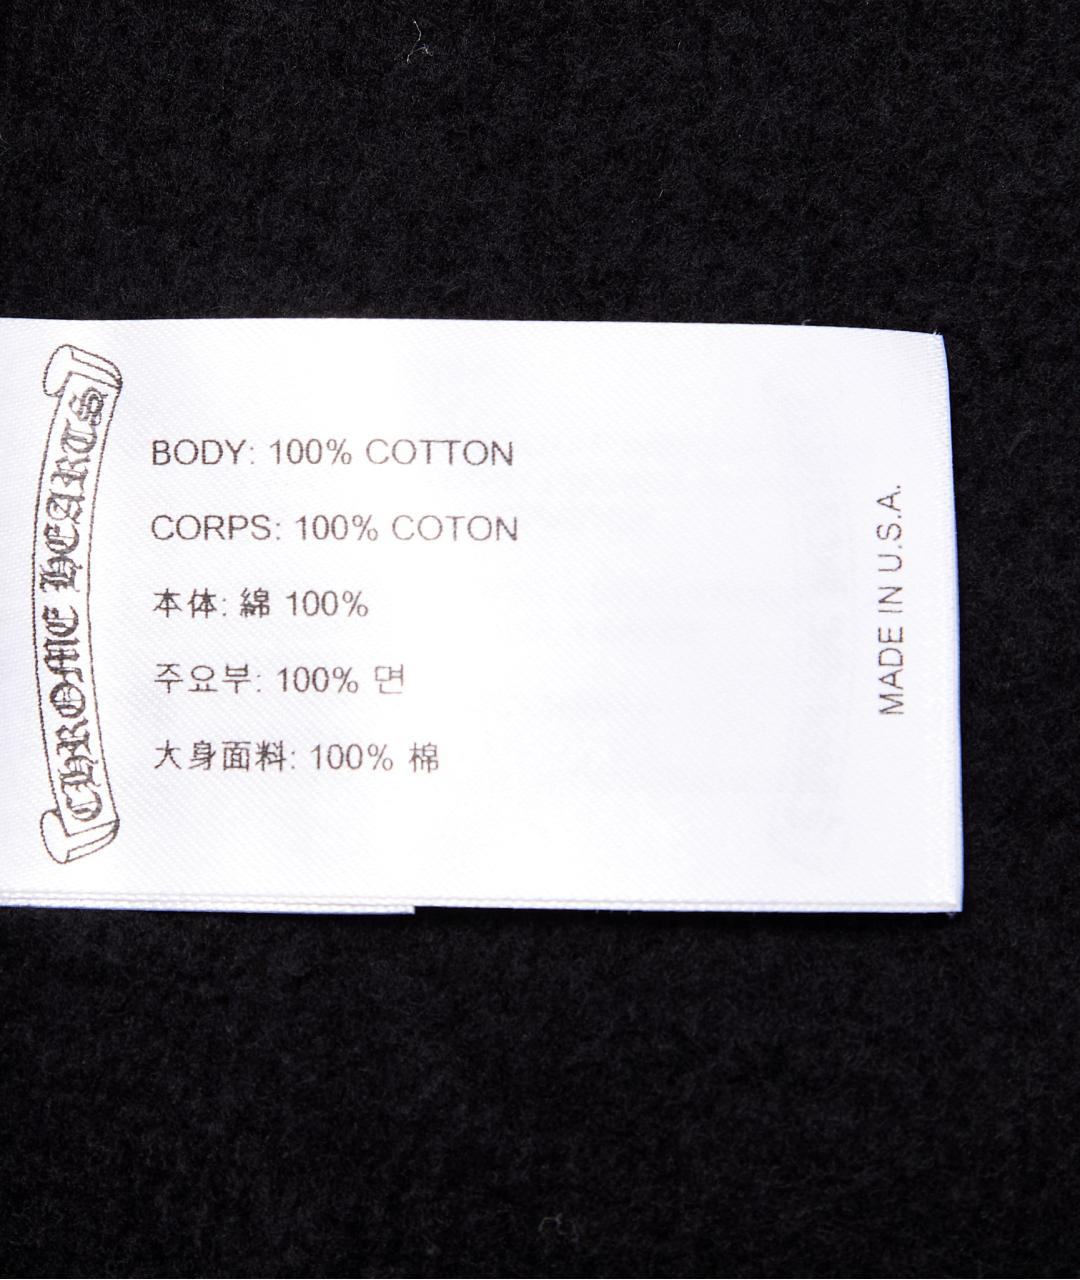 CHROME HEARTS
BODY: 100% COTTON
CORPS: 100% COTON
本体: 綿 100%
주요부: 100% 면
大身面料: 100% 棉
MADE IN U.S.A.